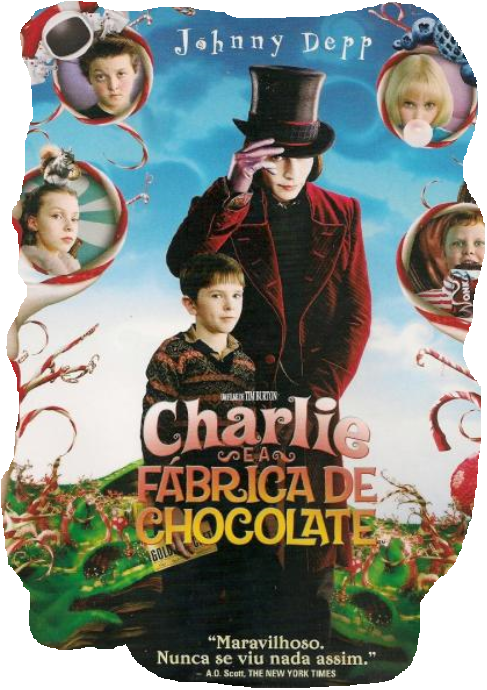 Johnny Depp
UM FILME DE TIM BURTON
Charlie
E A
FÁBRICA DE
CHOCOLATE
GOLD
"Maravilhoso.
Nunca se viu nada assim."
– A.O. Scott, THE NEW YORK TIMES